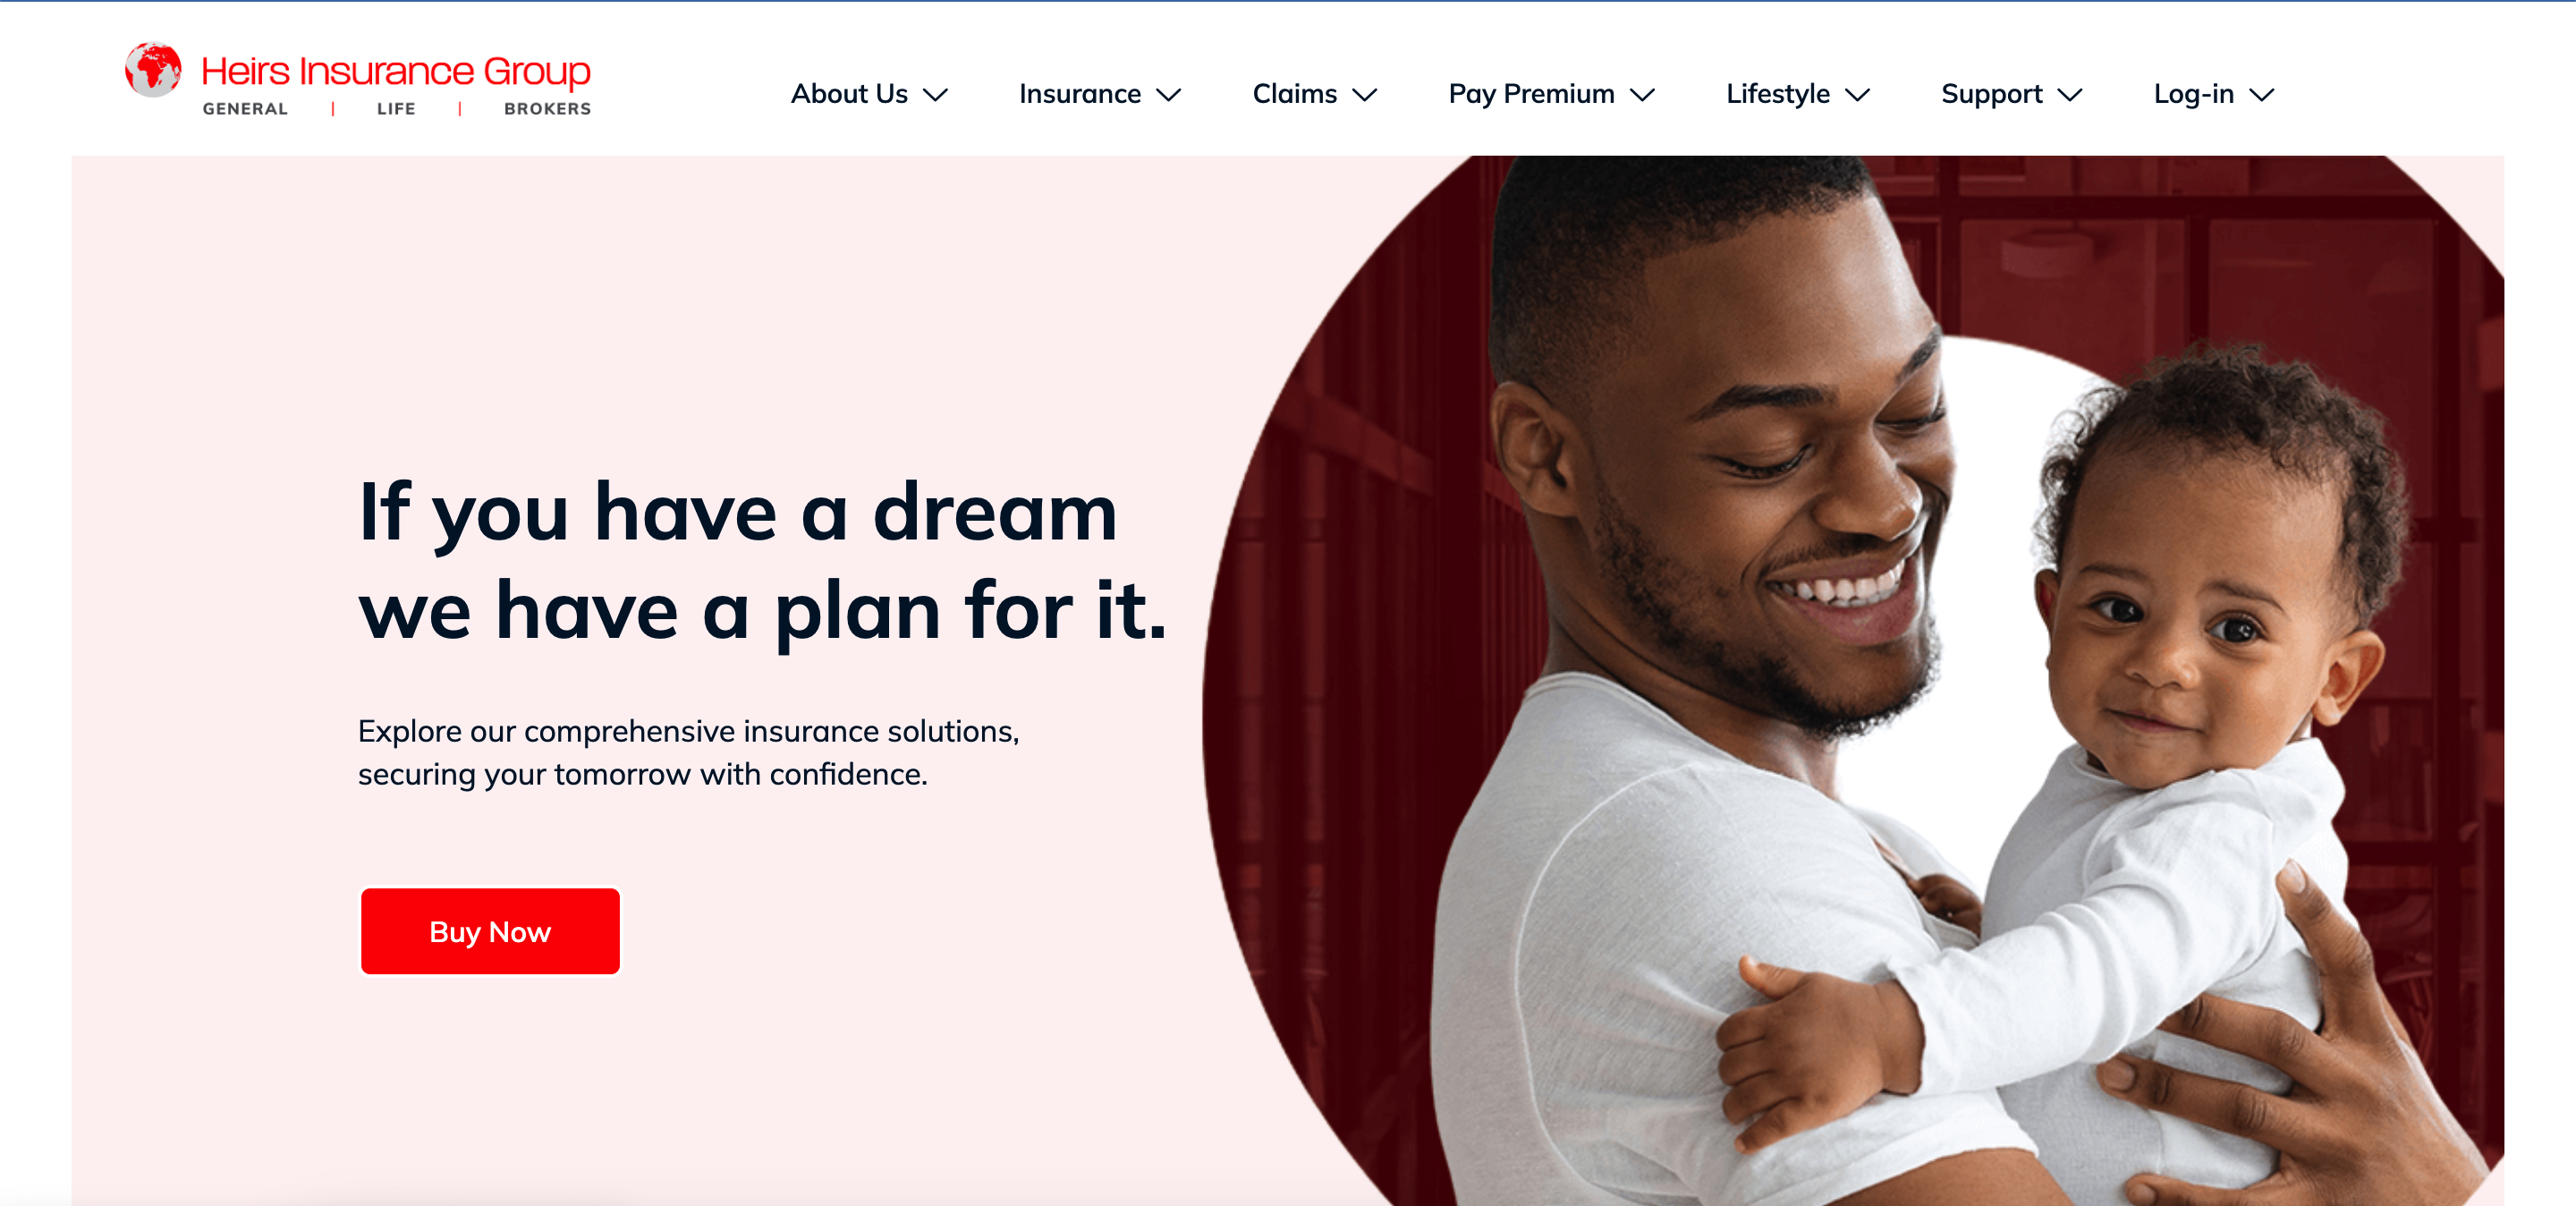 Heirs Insurance Group
GENERAL | LIFE | BROKERS
About Us
Insurance
Claims
Pay Premium
Lifestyle
Support
Log-in
If you have a dream
we have a plan for it.
Explore our comprehensive insurance solutions,
securing your tomorrow with confidence.
Buy Now